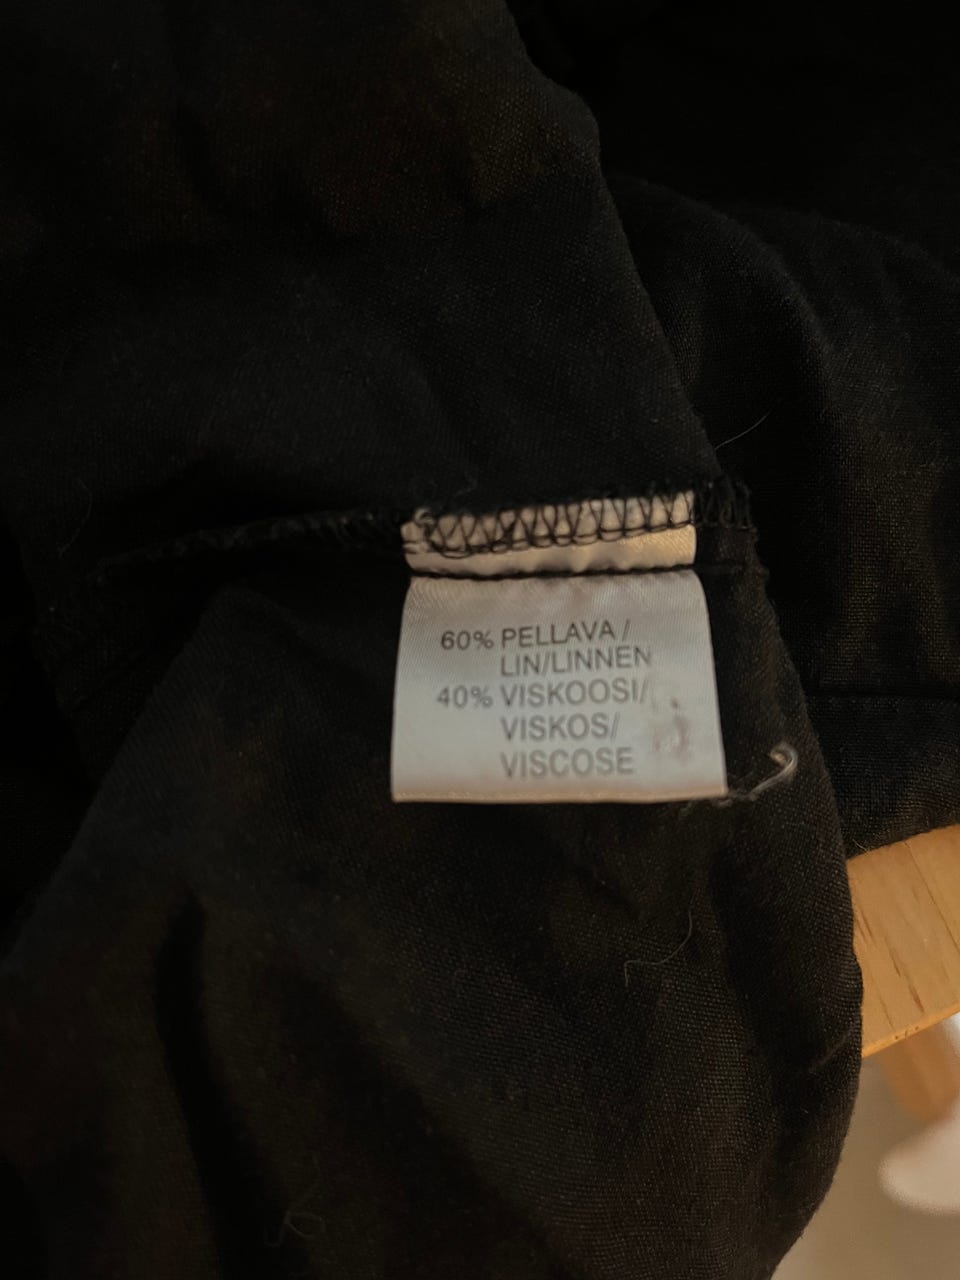 60% PELLAVA /
LIN/LINNEN
40% VISKOOSI/
VISKOS/
VISCOSE